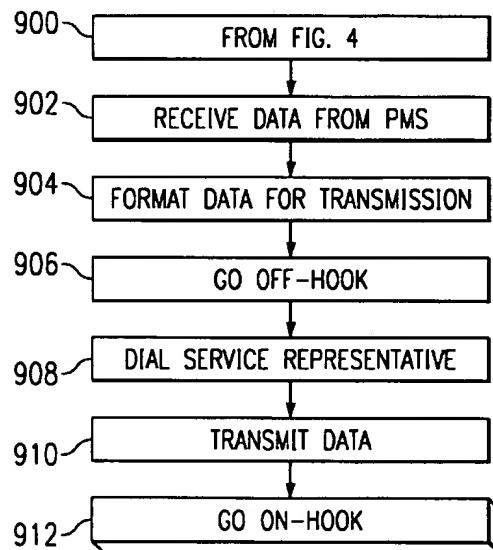 900 FROM FIG. 4
902 RECEIVE DATA FROM PMS
904 FORMAT DATA FOR TRANSMISSION
906 GO OFF-HOOK
908 DIAL SERVICE REPRESENTATIVE
910 TRANSMIT DATA
912 GO ON-HOOK